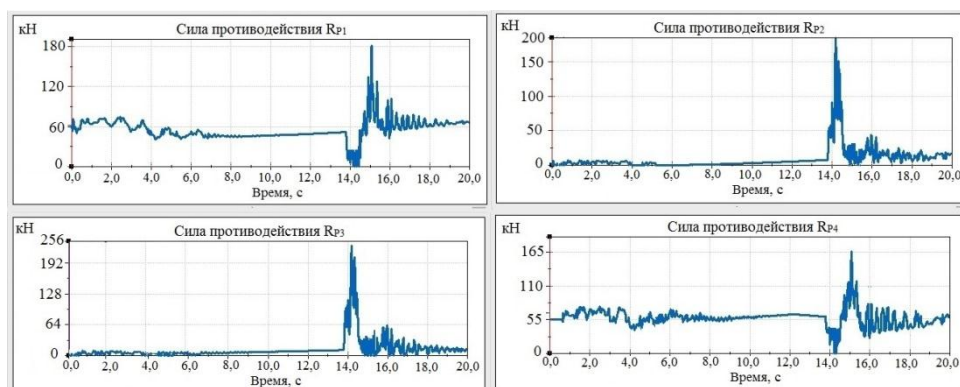 кН
Сила противодействия RP1
180
120
60
0
0,0 2,0 4,0 6,0 8,0 10,0 12,0 14,0 16,0 18,0 20,0
Время, с
кН
Сила противодействия RP2
200
150
100
50
0
0,0 2,0 4,0 6,0 8,0 10,0 12,0 14,0 16,0 18,0 20,0
Время, с
кН
Сила противодействия RP3
256
192
128
64
0
0,0 2,0 4,0 6,0 8,0 10,0 12,0 14,0 16,0 18,0 20,0
Время, с
кН
Сила противодействия RP4
165
110
55
0
0,0 2,0 4,0 6,0 8,0 10,0 12,0 14,0 16,0 18,0 20,0
Время, с